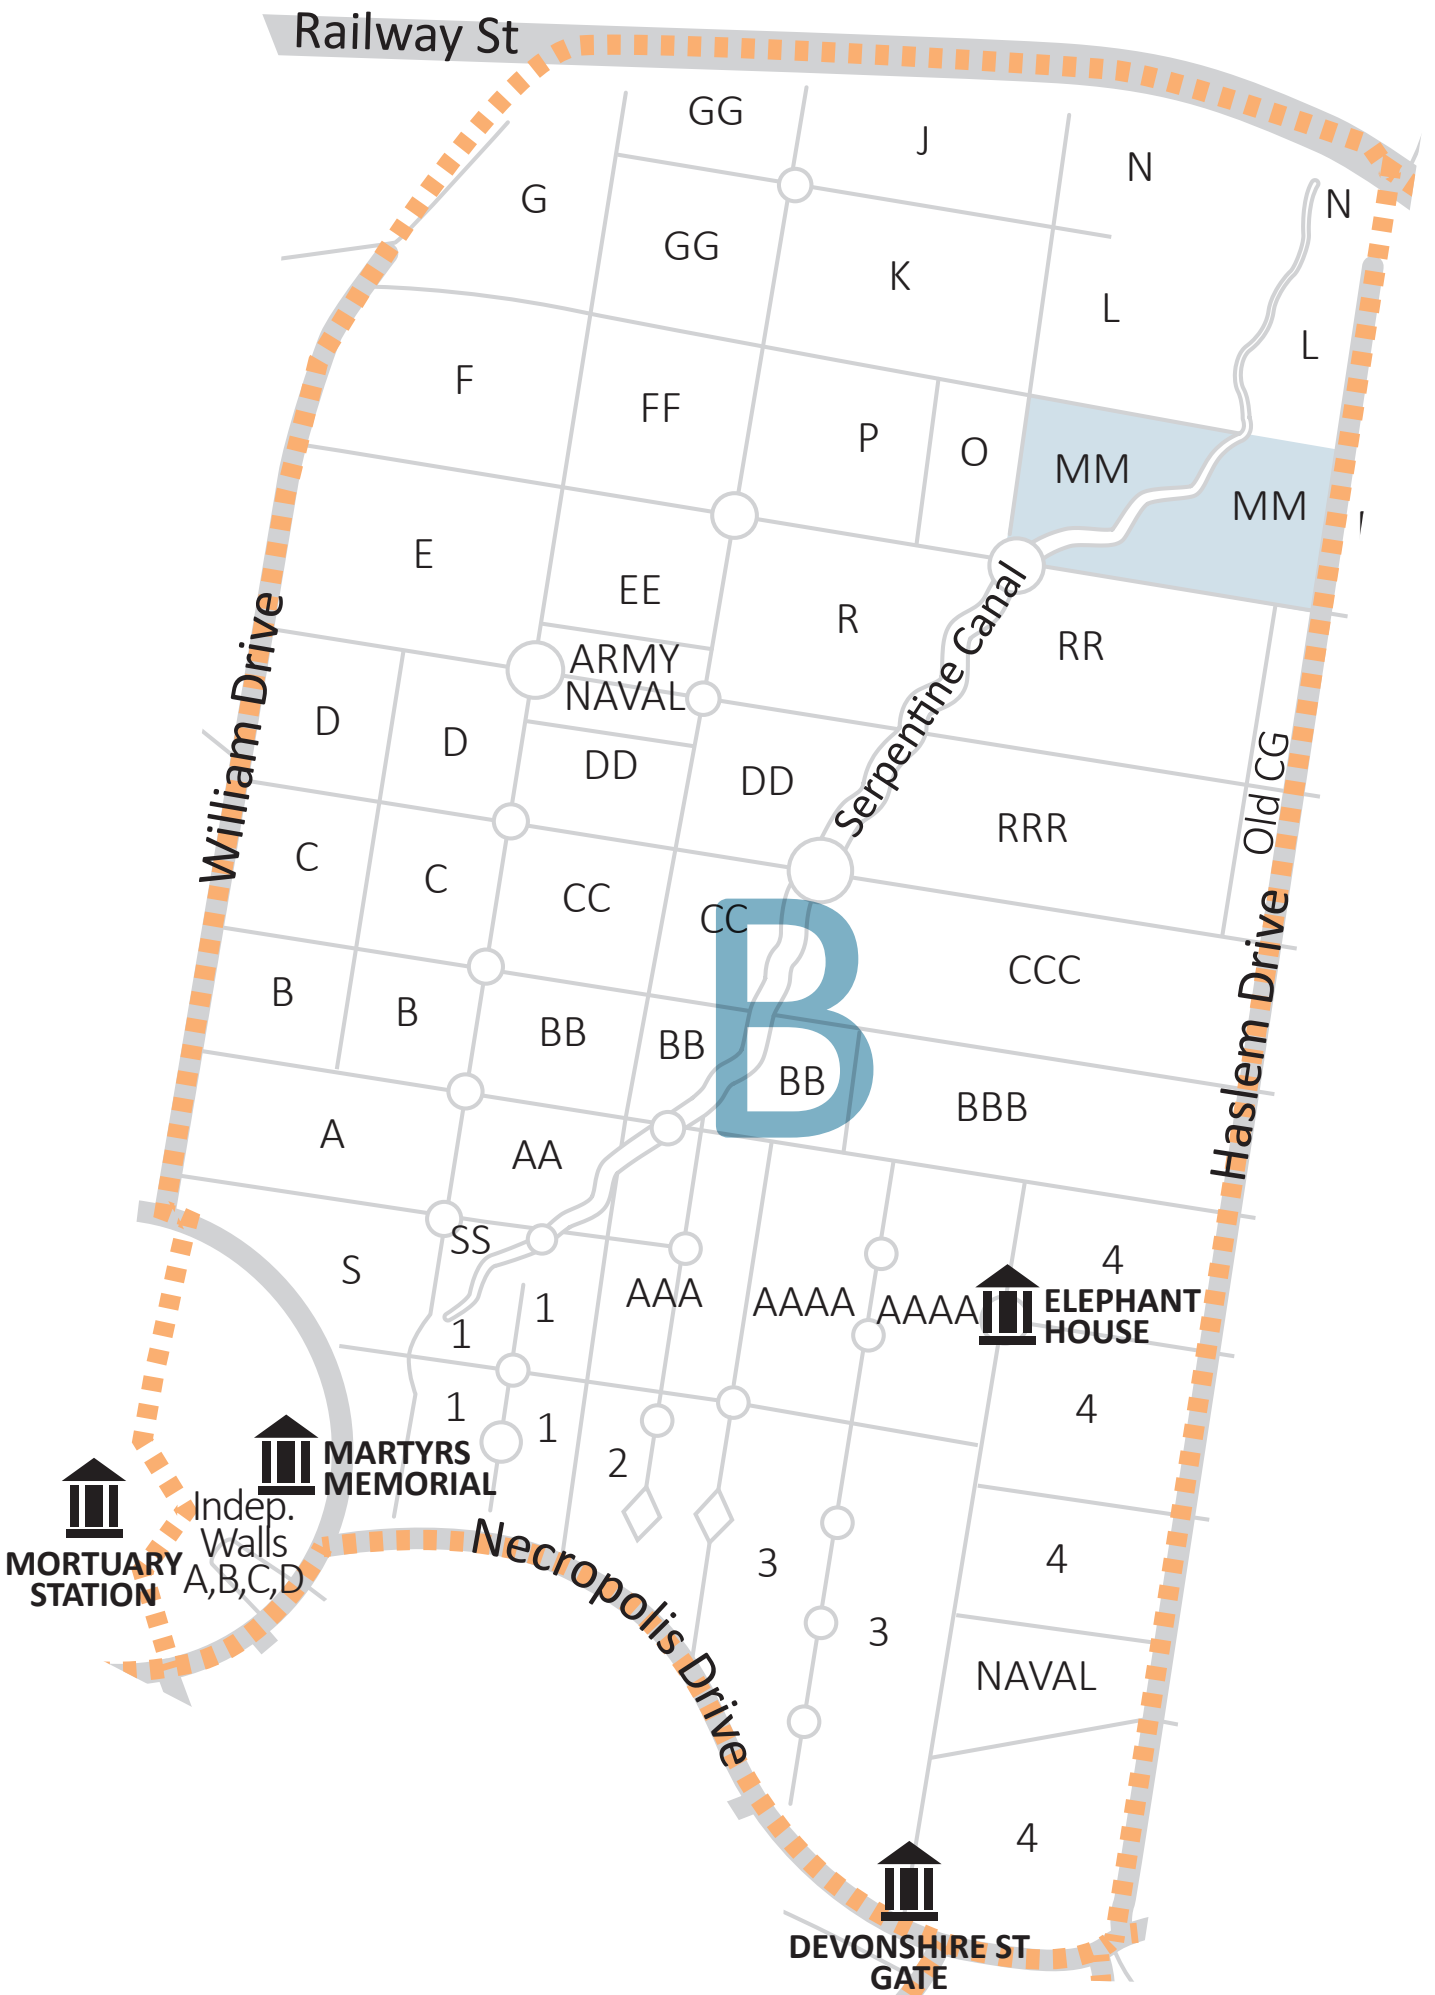 Railway St
GG
J
N
G
N
GG
K
L
L
F
FF
P
O
MM
MM
E
EE
R
ARMY
NAVAL
RR
William Drive
Serpentine Canal
D
D
DD
DD
RRR
Old CG
C
C
CC
CC
CCC
B
B
B
BB
BB
BB
BBB
Haslem Drive
A
AA
SS
S
1
1
AAA
AAAA
AAAA
4
ELEPHANT
HOUSE
1
1
2
4
MARTYRS
MEMORIAL
Indep.
Walls
A,B,C,D
MORTUARY
STATION
Necropolis Drive
3
4
3
NAVAL
4
DEVONSHIRE ST
GATE